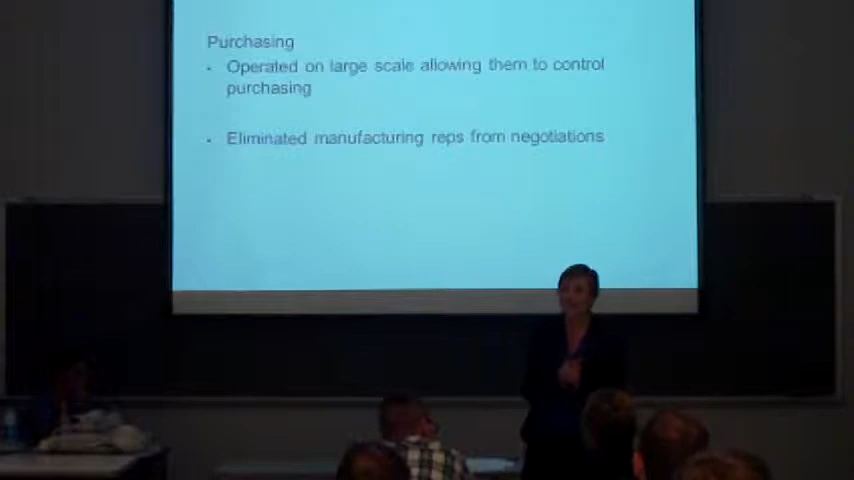 Purchasing
• Operated on large scale allowing them to control
purchasing
• Eliminated manufacturing reps from negotiations